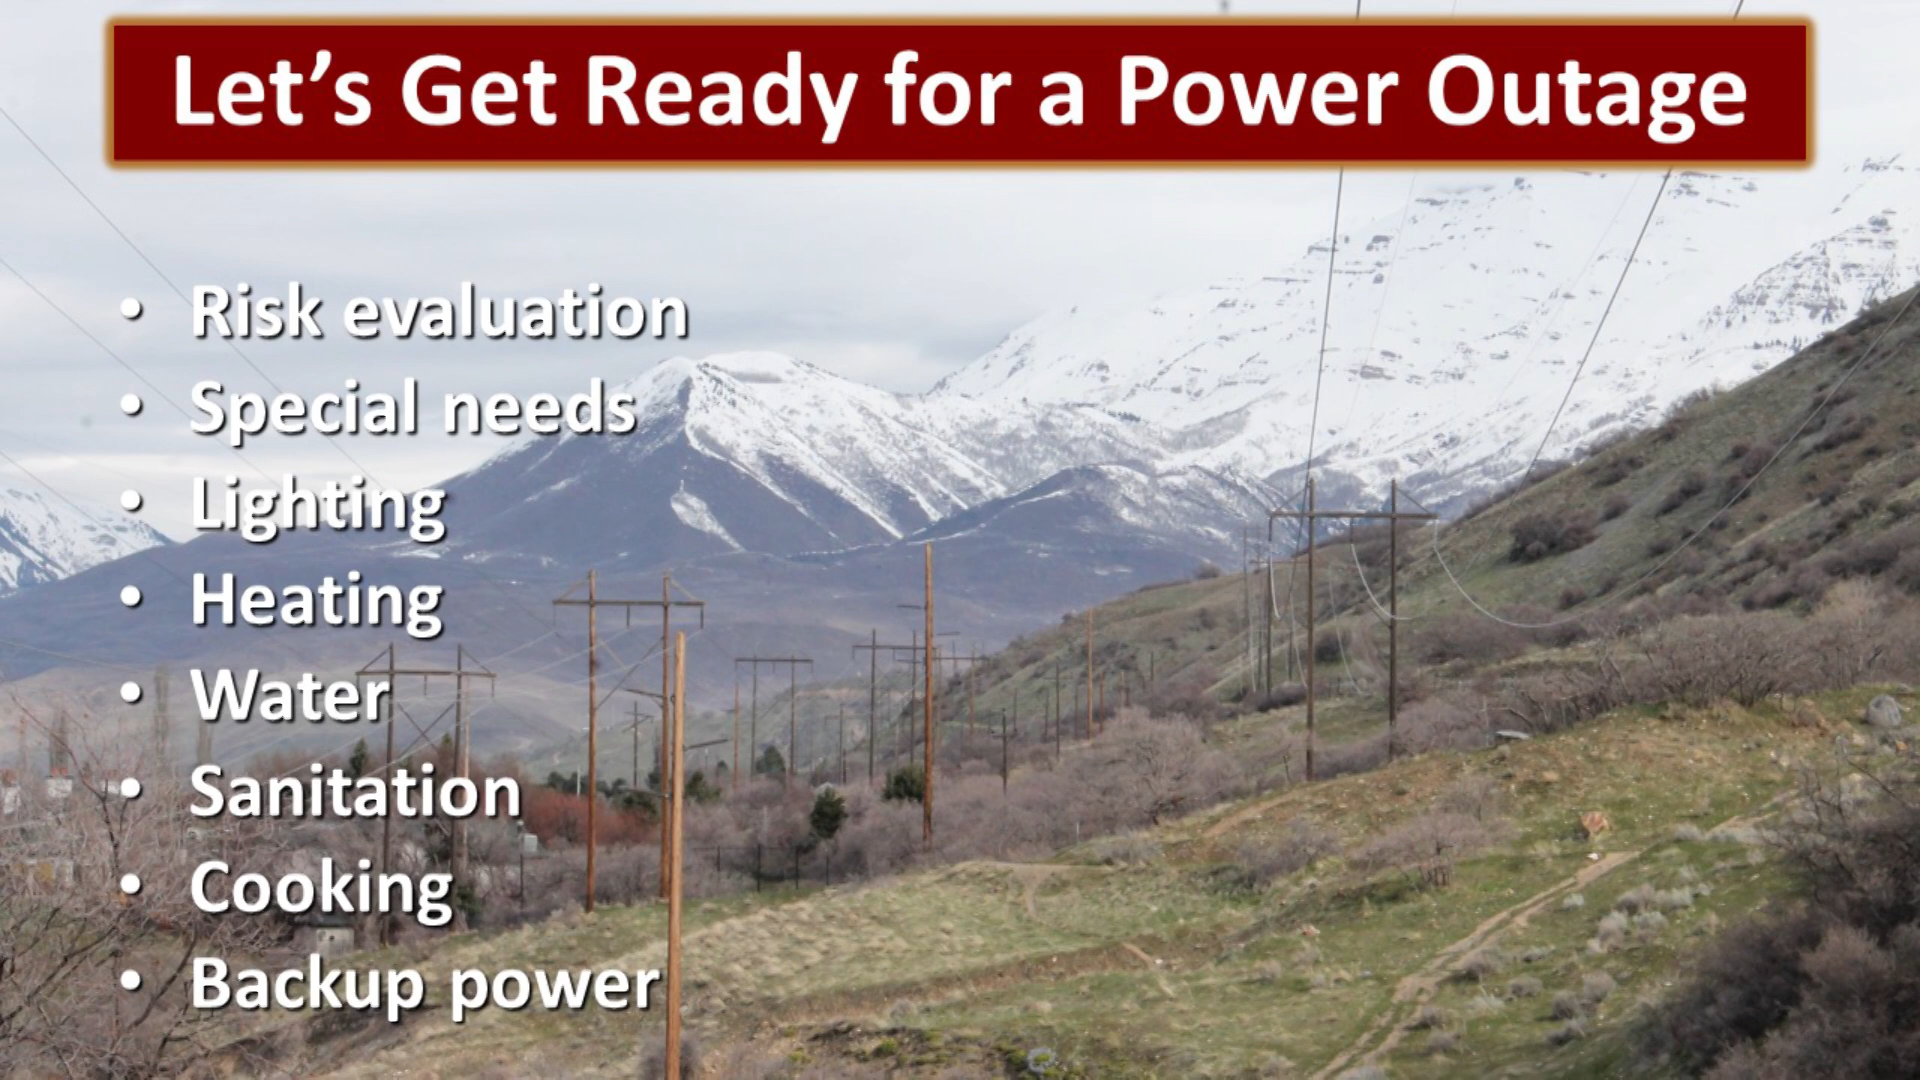 Let’s Get Ready for a Power Outage
• Risk evaluation
• Special needs
• Lighting
• Heating
• Water
• Sanitation
• Cooking
• Backup power